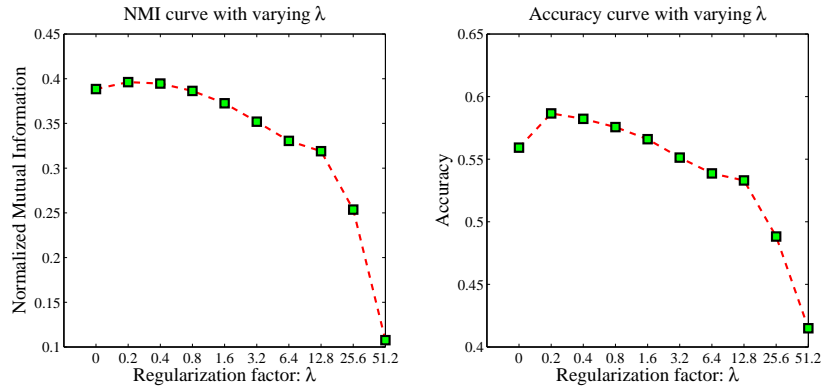 NMI curve with varying λ
0.45
0.4
0.35
0.3
0.25
0.2
0.15
0.1
Normalized Mutual Information
0 0.2 0.4 0.8 1.6 3.2 6.4 12.8 25.6 51.2
Regularization factor: λ
Accuracy curve with varying λ
0.65
0.6
0.55
0.5
0.45
0.4
Accuracy
0 0.2 0.4 0.8 1.6 3.2 6.4 12.8 25.6 51.2
Regularization factor: λ